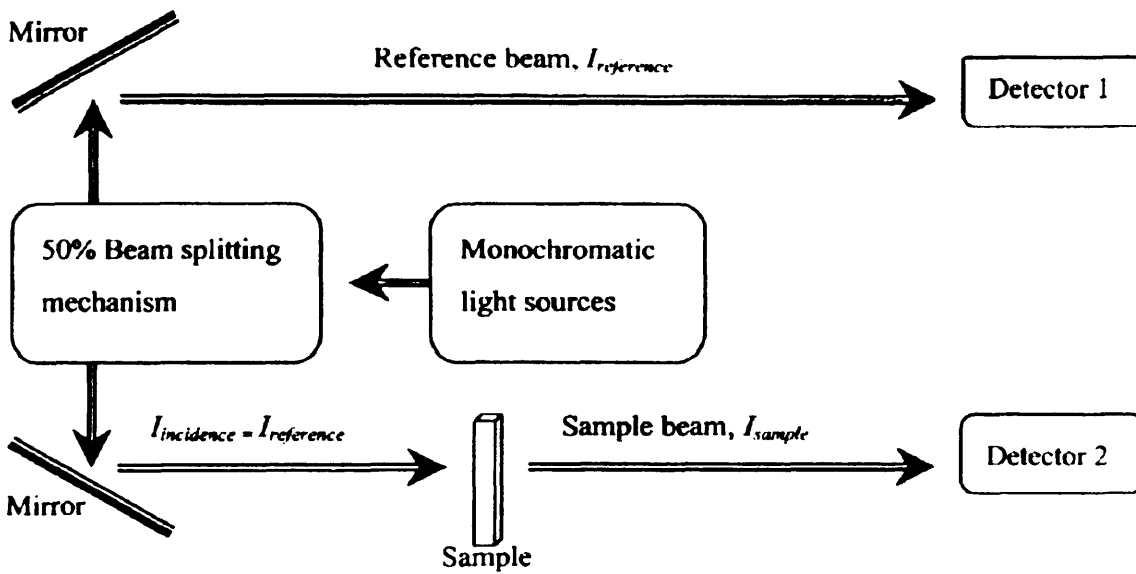 Mirror
Reference beam, I_reference
Detector 1
50% Beam splitting
mechanism
Monochromatic
light sources
I_incidence = I_reference
Sample beam, I_sample
Detector 2
Mirror
Sample